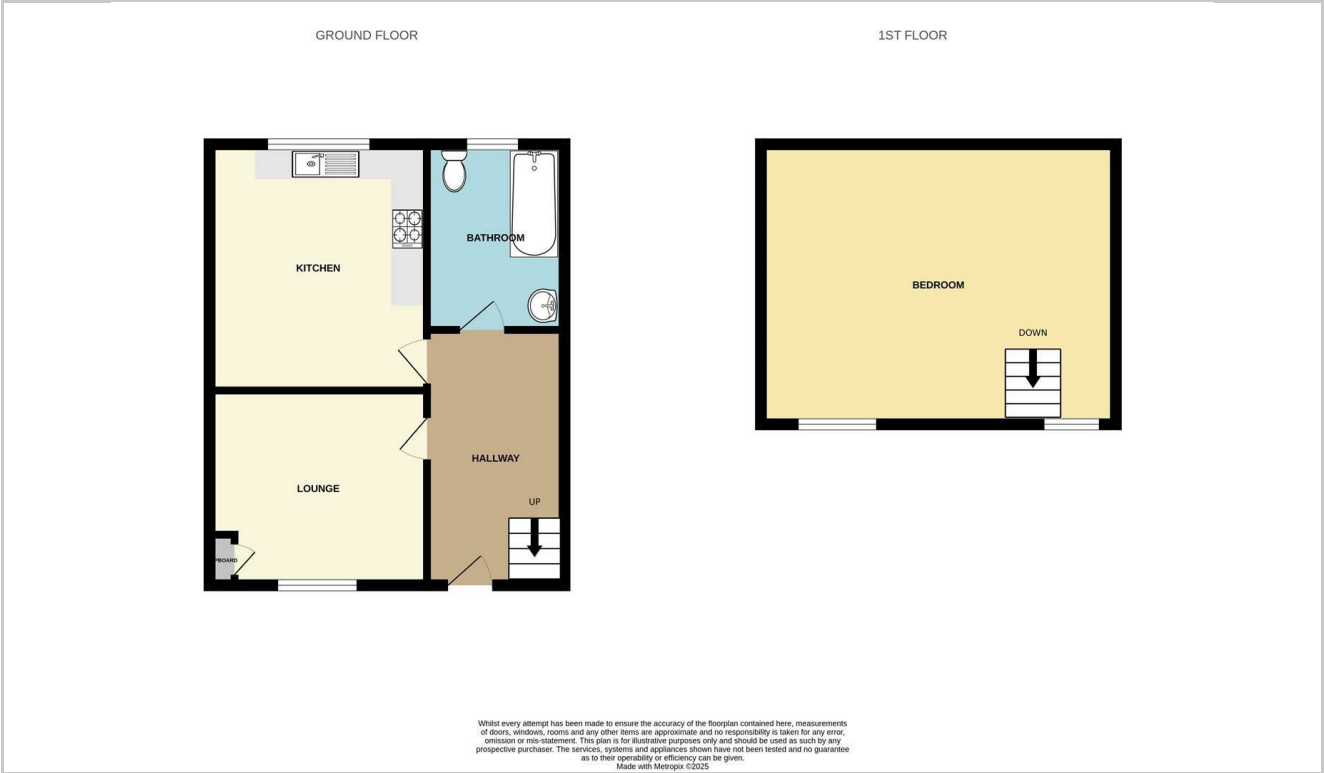 GROUND FLOOR
1ST FLOOR
BATHROOM
KITCHEN
BEDROOM
DOWN
HALLWAY
LOUNGE
UP
PBOARD
Whilst every attempt has been made to ensure the accuracy of the floorplan contained here, measurements
of doors, windows, rooms and any other items are approximate and no responsibility is taken for any error,
omission or mis-statement. This plan is for illustrative purposes only and should be used as such by any
prospective purchaser. The services, systems and appliances shown have not been tested and no guarantee
as to their operability or efficiency can be given.
Made with Metropix ©2025